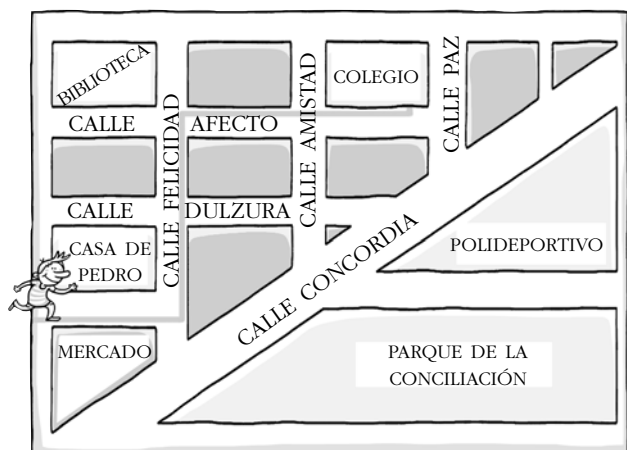 BIBLIOTECA
COLEGIO
CALLE AFECTO
CALLE FELICIDAD
CALLE AMISTAD
CALLE PAZ
CALLE DULZURA
CASA DE
PEDRO
CALLE CONCORDIA
POLIDEPORTIVO
MERCADO
PARQUE DE LA
CONCILIACIÓN